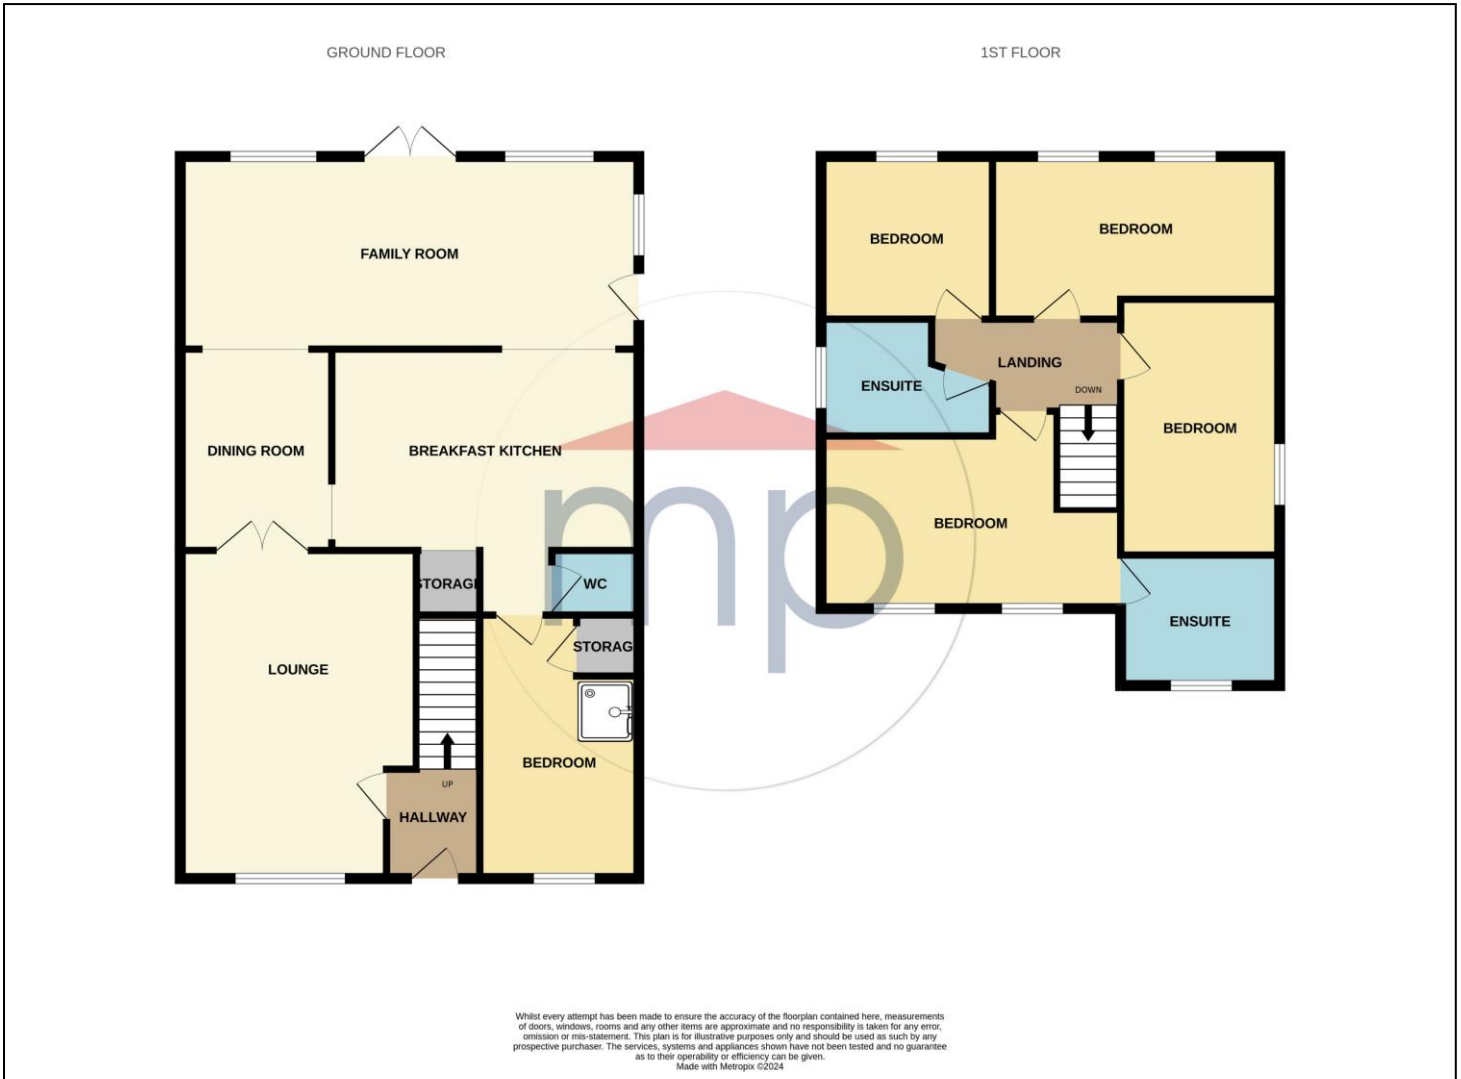 GROUND FLOOR
1ST FLOOR
FAMILY ROOM
DINING ROOM
BREAKFAST KITCHEN
STORAGE
WC
STORAG
LOUNGE
BEDROOM
UP
HALLWAY
BEDROOM
BEDROOM
LANDING
ENSUITE
DOWN
BEDROOM
BEDROOM
ENSUITE
mp
Whilst every attempt has been made to ensure the accuracy of the floorplan contained here, measurements
of doors, windows, rooms and any other items are approximate and no responsibility is taken for any error,
omission or mis-statement. This plan is for illustrative purposes only and should be used as such by any
prospective purchaser. The services, systems and appliances shown have not been tested and no guarantee
as to their operability or efficiency can be given.
Made with Metropix ©2024